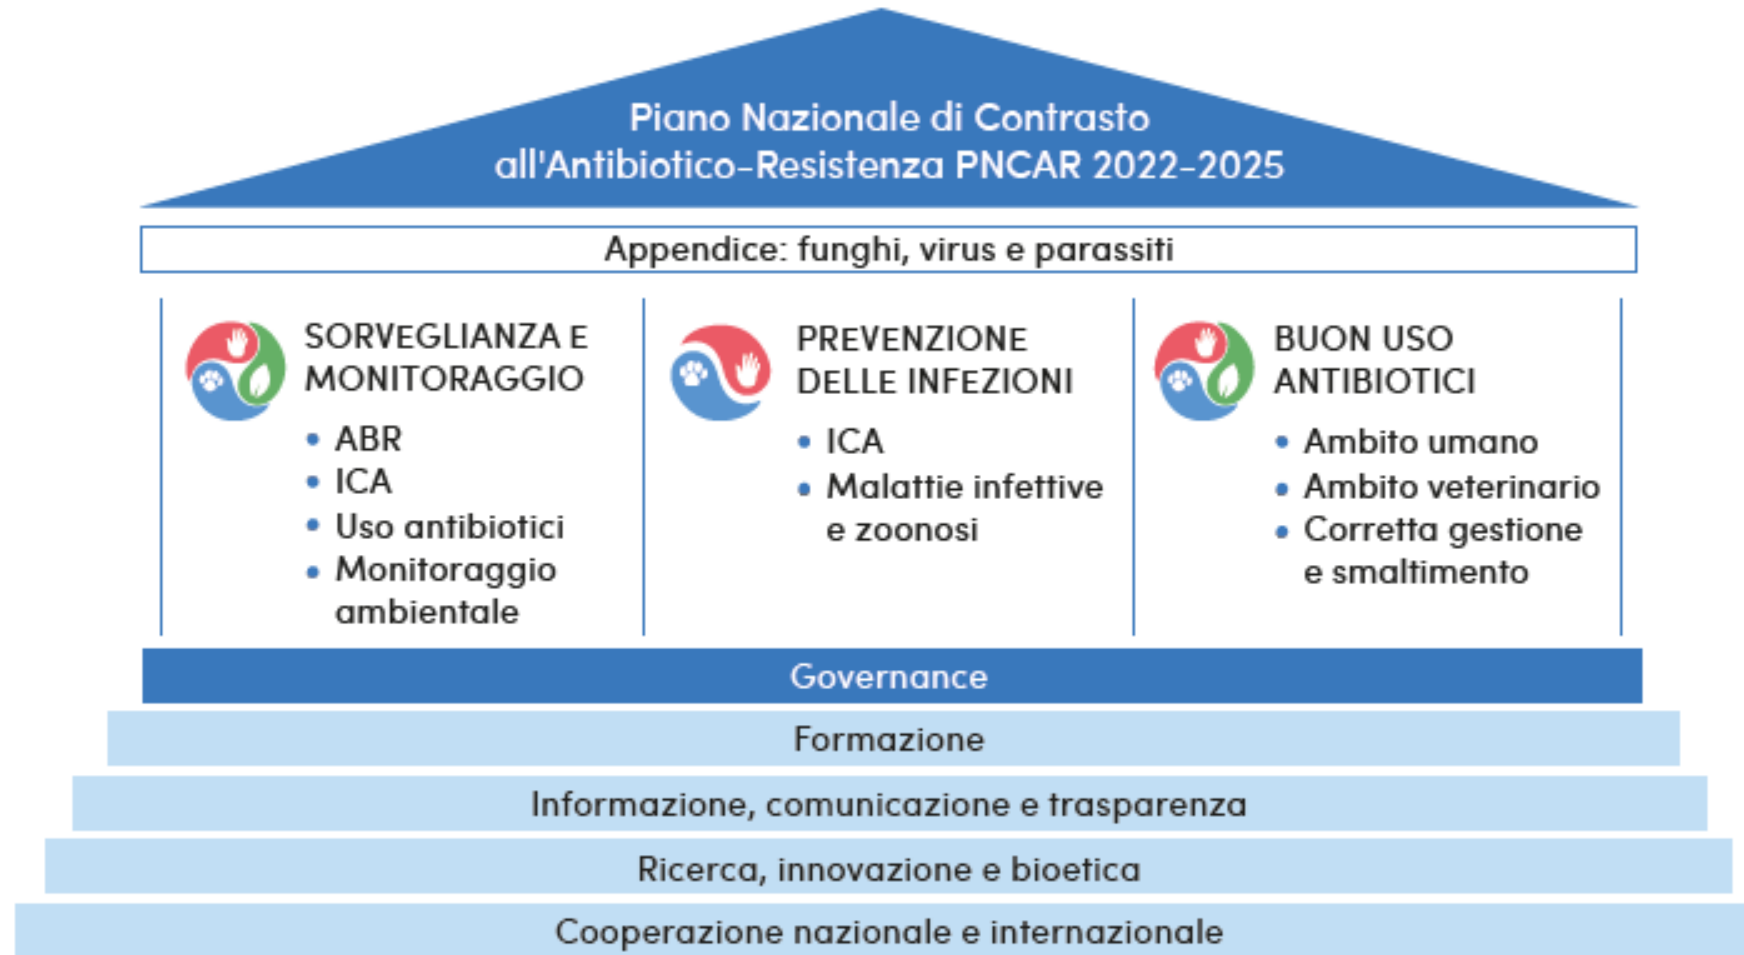 Piano Nazionale di Contrasto
all'Antibiotico-Resistenza PNCAR 2022-2025
Appendice: funghi, virus e parassiti
SORVEGLIANZA E
MONITORAGGIO
• ABR
• ICA
• Uso antibiotici
• Monitoraggio
ambientale
PREVENZIONE
DELLE INFEZIONI
• ICA
• Malattie infettive
e zoonosi
BUON USO
ANTIBIOTICI
• Ambito umano
• Ambito veterinario
• Corretta gestione
e smaltimento
Governance
Formazione
Informazione, comunicazione e trasparenza
Ricerca, innovazione e bioetica
Cooperazione nazionale e internazionale